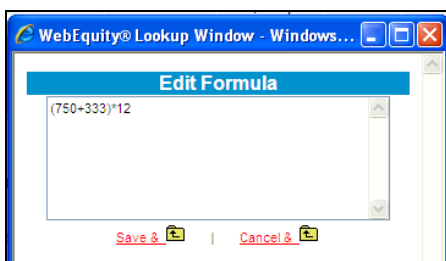 WebEquity® Lookup Window - Windows...
Edit Formula
(750+333)*12
Save & | Cancel &